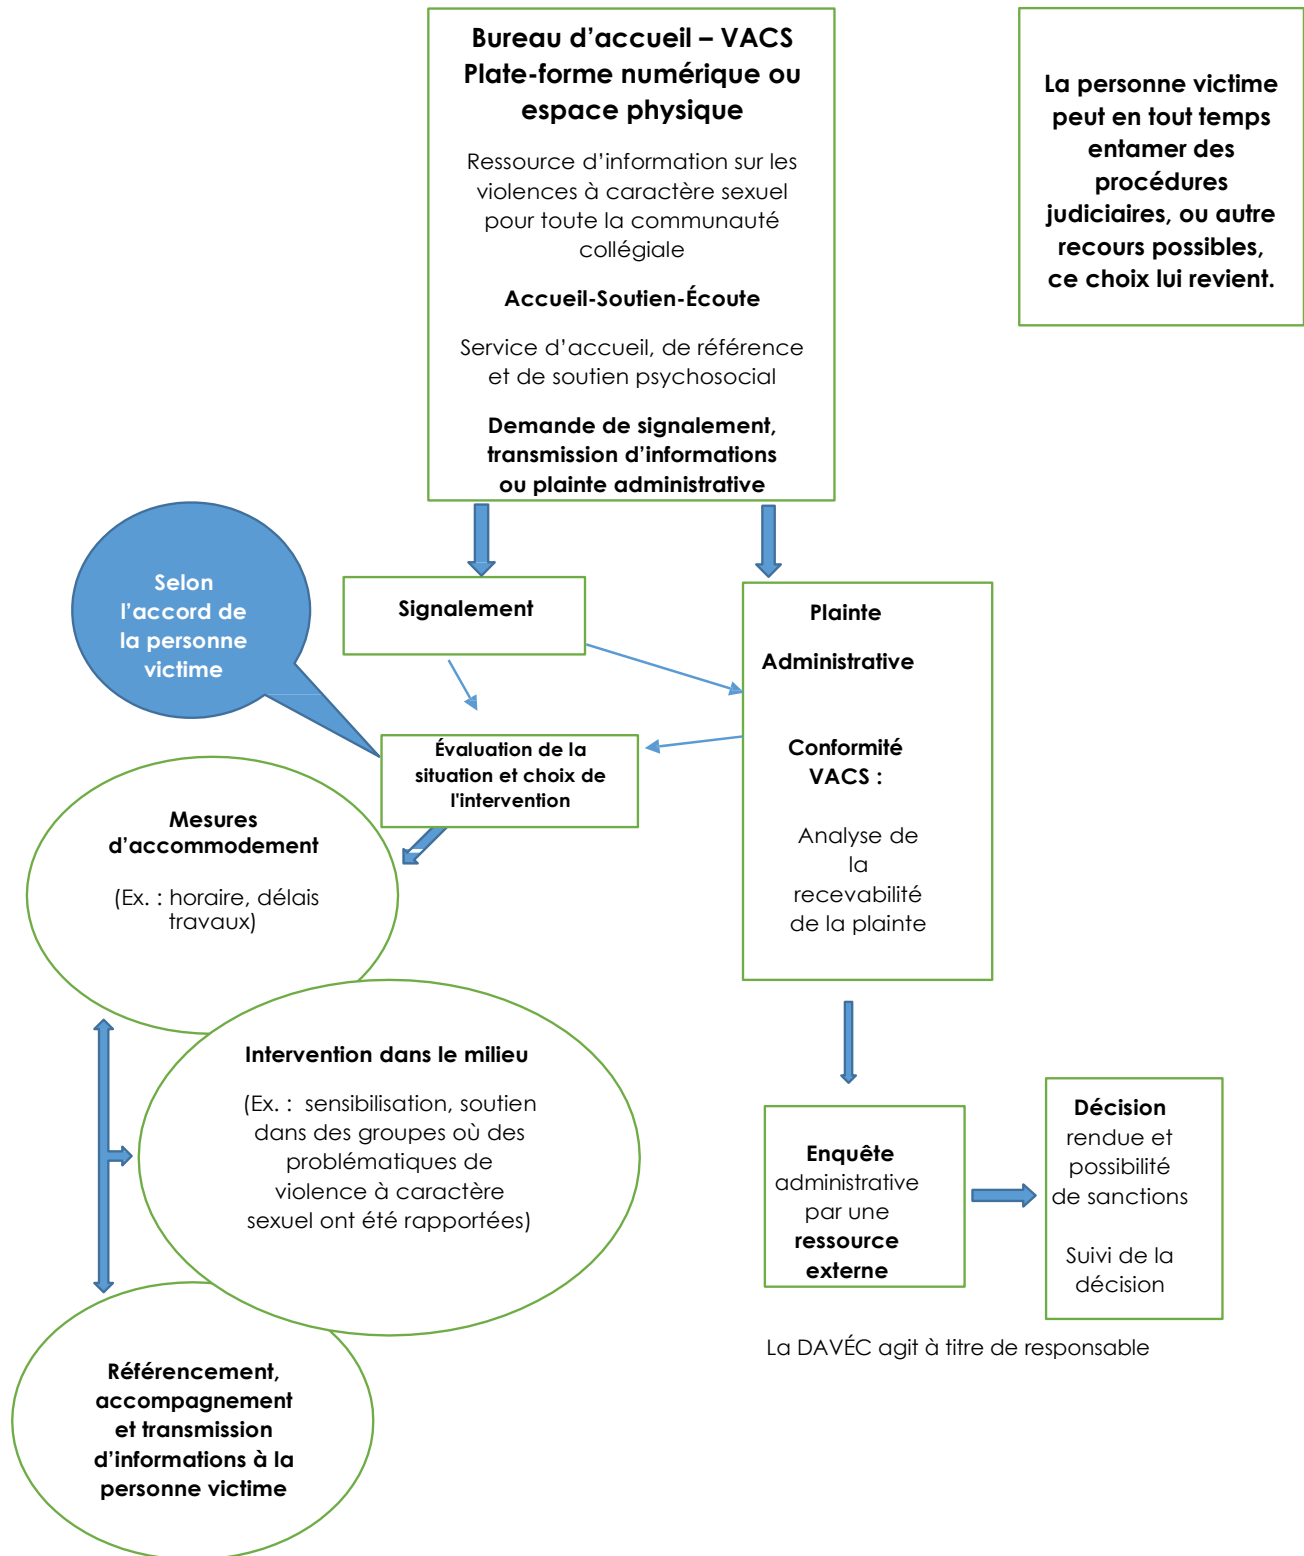 Bureau d’accueil – VACS
Plate-forme numérique ou
espace physique
Ressource d’information sur les
violences à caractère sexuel
pour toute la communauté
collégiale
Accueil-Soutien-Écoute
Service d’accueil, de référence
et de soutien psychosocial
Demande de signalement,
transmission d’informations
ou plainte administrative
La personne victime
peut en tout temps
entamer des
procédures
judiciaires, ou autre
recours possibles,
ce choix lui revient.
Selon
l’accord de
la personne
victime
Signalement
Plainte
Administrative
Conformité
VACS :
Analyse de
la
recevabilité
de la plainte
Évaluation de la
situation et choix de
l'intervention
Mesures
d’accommodement
(Ex. : horaire, délais
travaux)
Intervention dans le milieu
(Ex. : sensibilisation, soutien
dans des groupes où des
problématiques de
violence à caractère
sexuel ont été rapportées)
Référencement,
accompagnement
et transmission
d’informations à la
personne victime
Enquête
administrative
par une
ressource
externe
Décision
rendue et
possibilité
de sanctions
Suivi de la
décision
La DAVÉC agit à titre de responsable